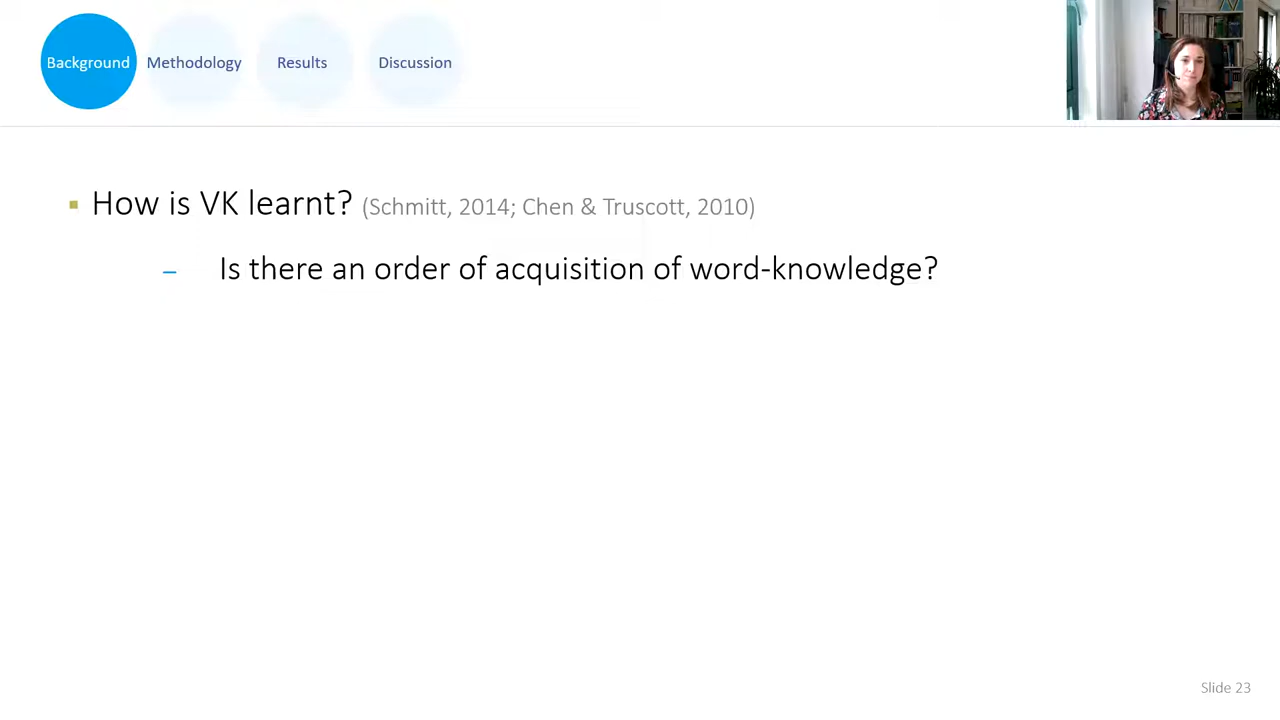 Background Methodology Results Discussion
▪ How is VK learnt? (Schmitt, 2014; Chen & Truscott, 2010)
– Is there an order of acquisition of word-knowledge?
Slide 23